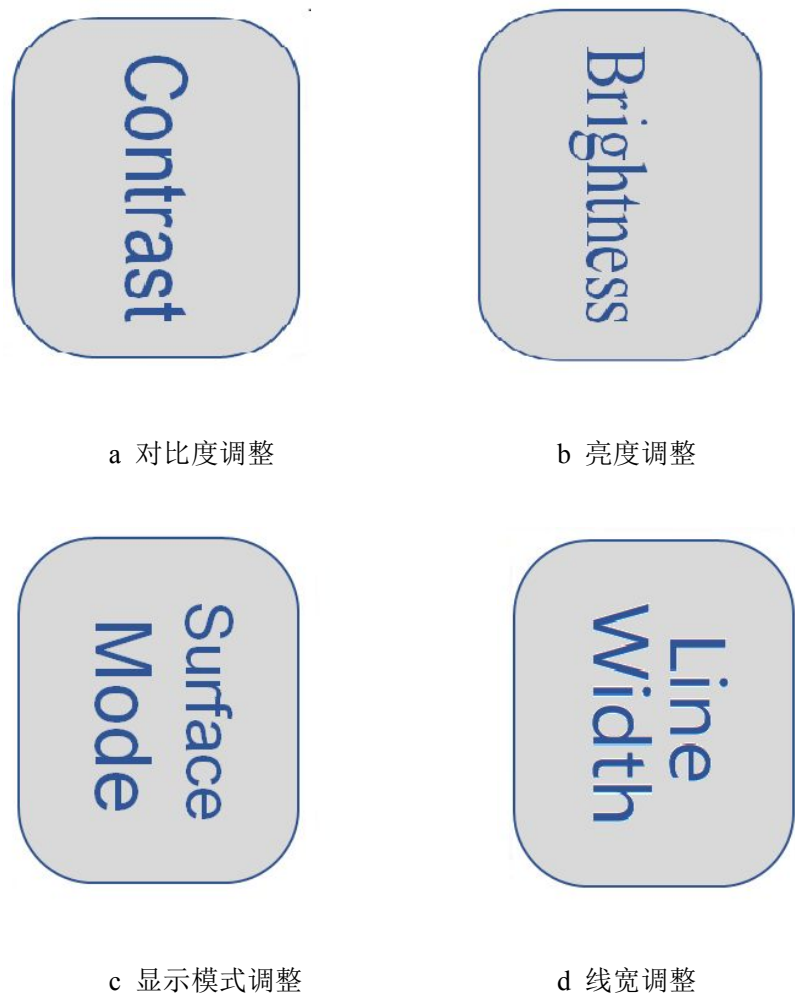 Contrast
Brightness
a 对比度调整
b 亮度调整
Surface
Mode
Line
Width
c 显示模式调整
d 线宽调整